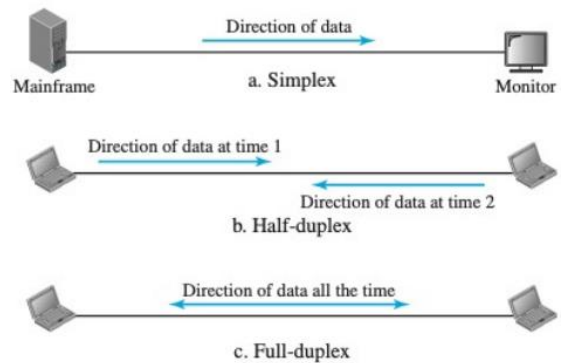 Direction of data
Mainframe
a. Simplex
Monitor
Direction of data at time 1
Direction of data at time 2
b. Half-duplex
Direction of data all the time
c. Full-duplex